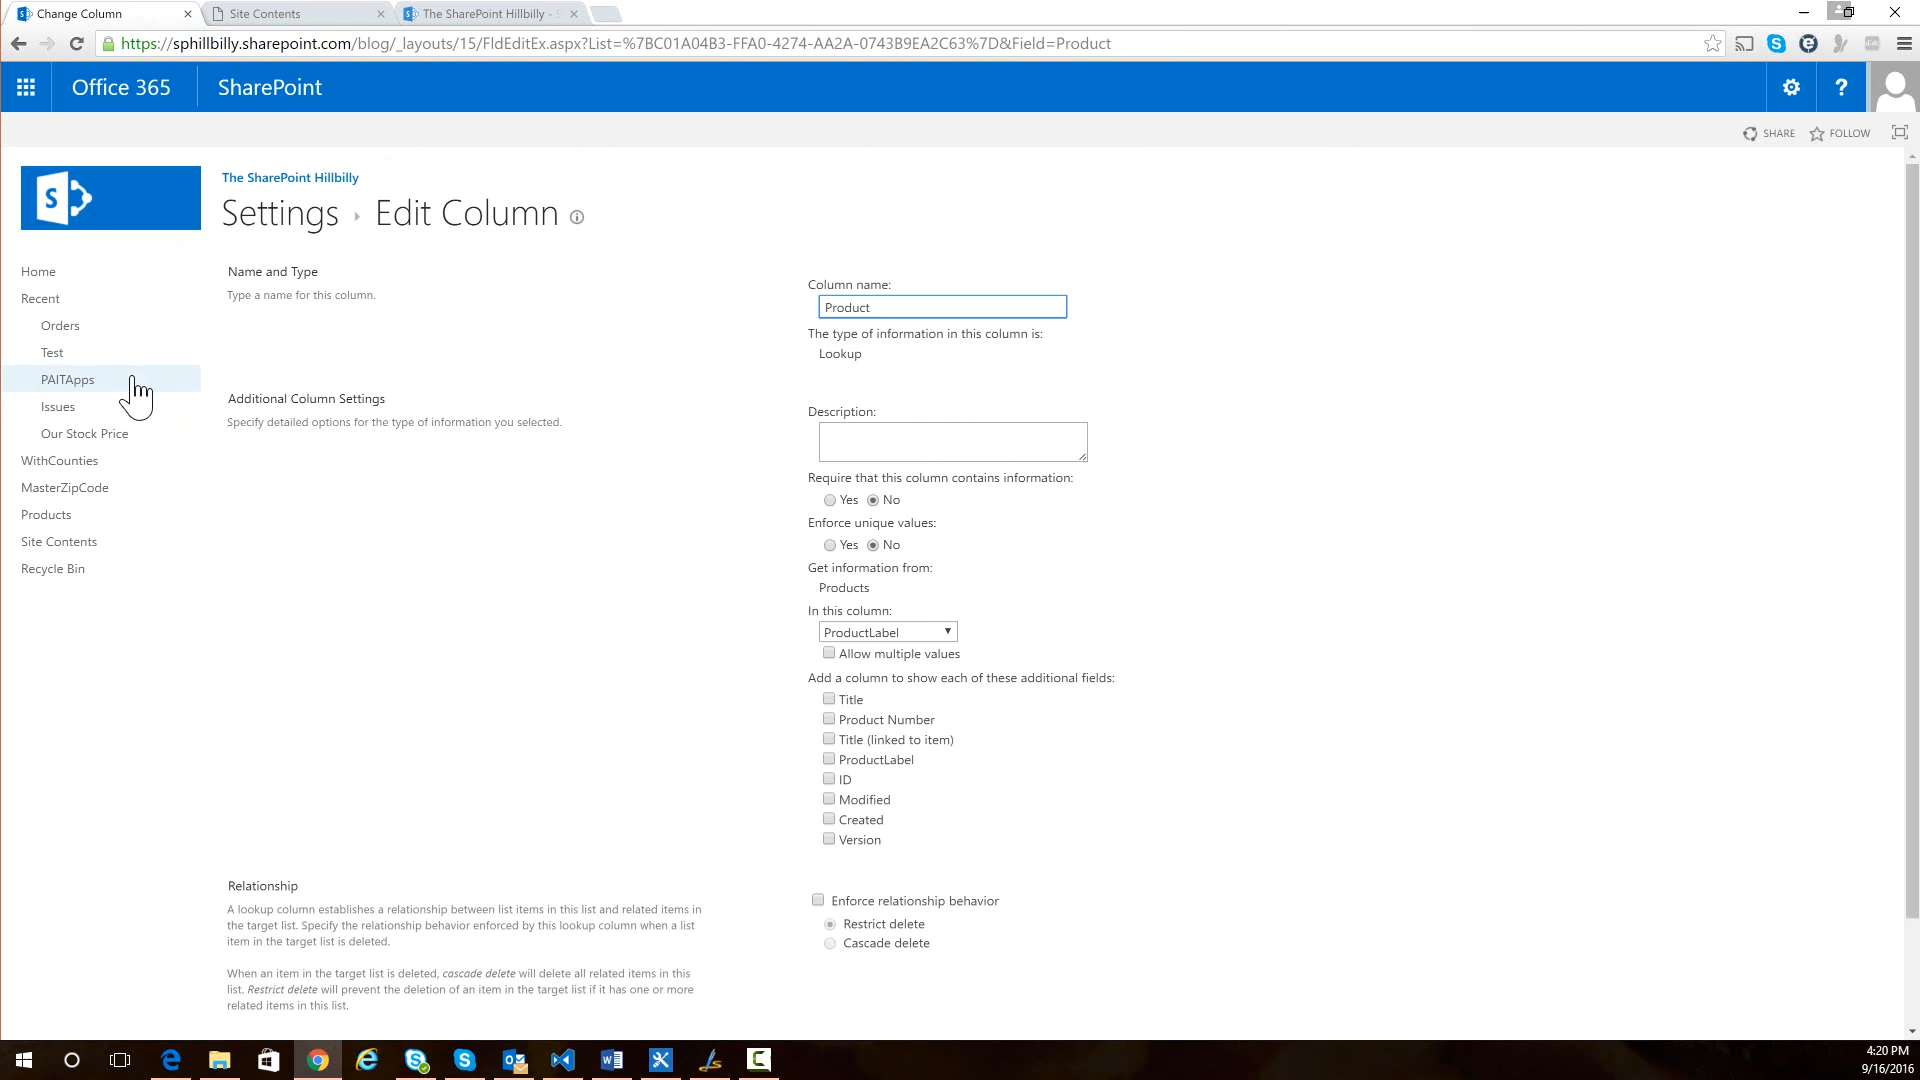 Change Column
Site Contents
The SharePoint Hillbilly - S
https://sphillbilly.sharepoint.com/blog/_layouts/15/FldEditEx.aspx?List=%7BC01A04B3-FFA0-4274-AA2A-0743B9EA2C63%7D&Field=Product
Office 365
SharePoint
?
SHARE
FOLLOW
The SharePoint Hillbilly
Settings
Edit Column
Home
Recent
Orders
Test
PAITApps
Issues
Our Stock Price
WithCounties
MasterZipCode
Products
Site Contents
Recycle Bin
Name and Type
Type a name for this column.
Column name:
Product
The type of information in this column is:
Lookup
Additional Column Settings
Specify detailed options for the type of information you selected.
Description:
Require that this column contains information:
Yes No
Enforce unique values:
Yes No
Get information from:
Products
In this column:
ProductLabel
Allow multiple values
Add a column to show each of these additional fields:
Title
Product Number
Title (linked to item)
ProductLabel
ID
Modified
Created
Version
Relationship
A lookup column establishes a relationship between list items in this list and related items in
the target list. Specify the relationship behavior enforced by this lookup column when a list
item in the target list is deleted.
When an item in the target list is deleted, cascade delete will delete all related items in this
list. Restrict delete will prevent the deletion of an item in the target list if it has one or more
related items in this list.
Enforce relationship behavior
Restrict delete
Cascade delete
4:20 PM
9/16/2016